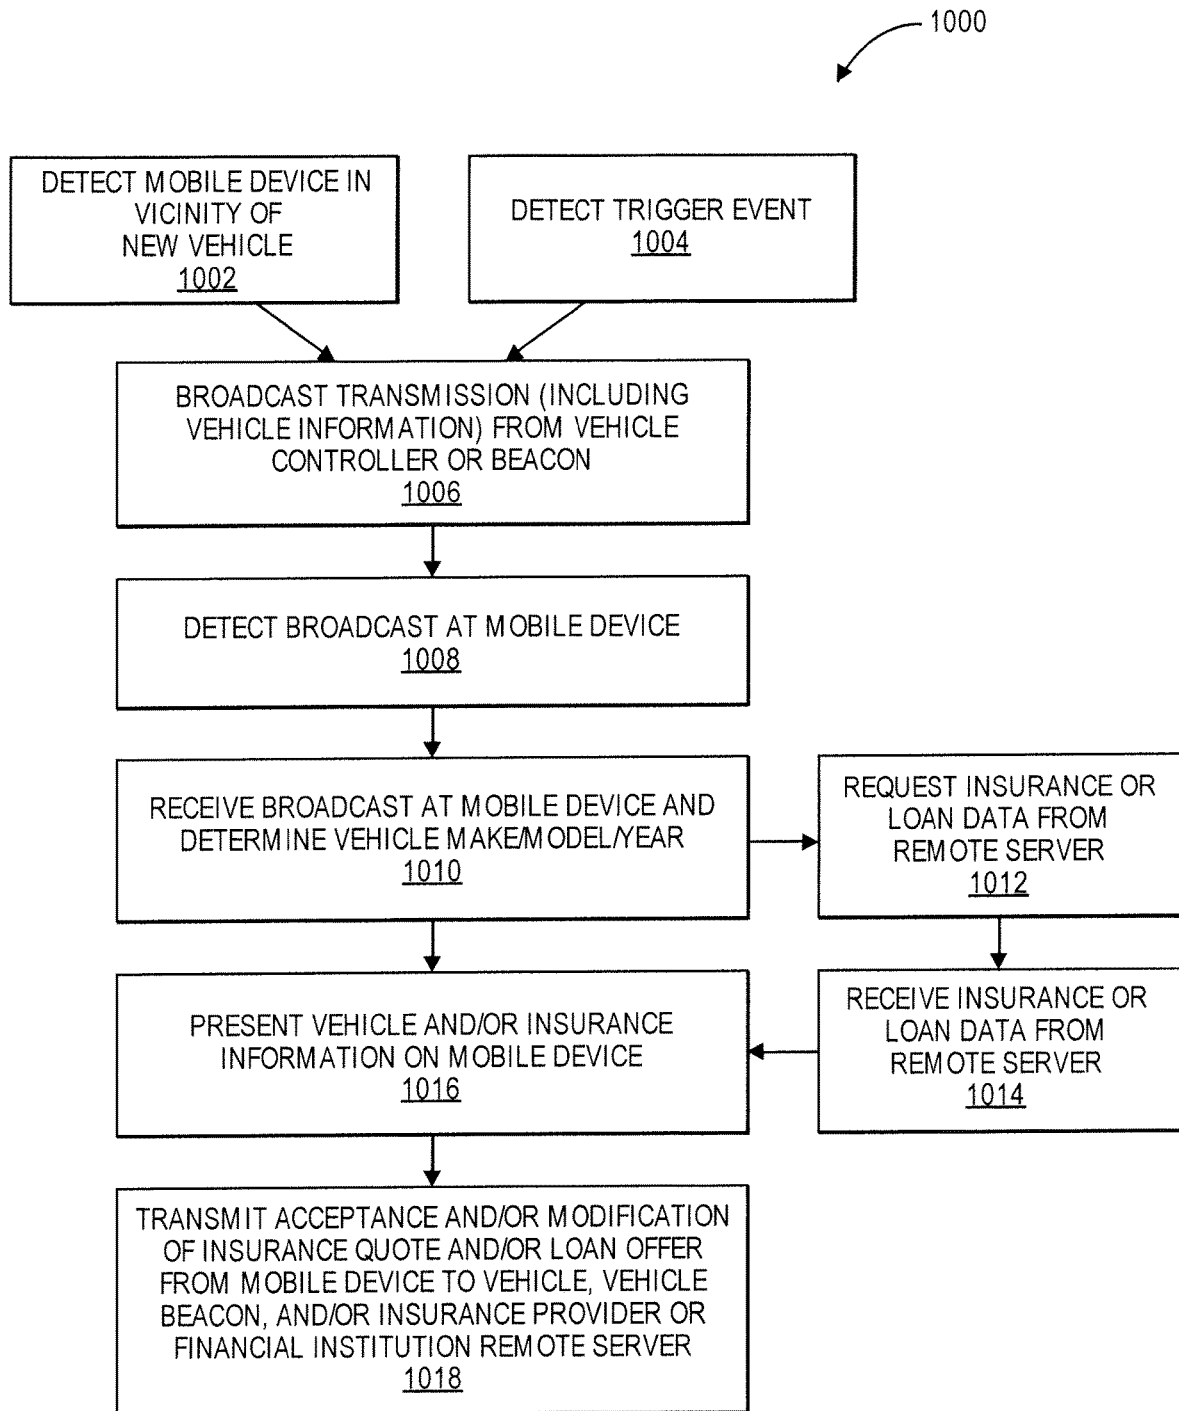 1000
DETECT MOBILE DEVICE IN
VICINITY OF
NEW VEHICLE
1002
DETECT TRIGGER EVENT
1004
BROADCAST TRANSMISSION (INCLUDING
VEHICLE INFORMATION) FROM VEHICLE
CONTROLLER OR BEACON
1006
DETECT BROADCAST AT MOBILE DEVICE
1008
RECEIVE BROADCAST AT MOBILE DEVICE AND
DETERMINE VEHICLE MAKE/MODEL/YEAR
1010
REQUEST INSURANCE OR
LOAN DATA FROM
REMOTE SERVER
1012
RECEIVE INSURANCE OR
LOAN DATA FROM
REMOTE SERVER
1014
PRESENT VEHICLE AND/OR INSURANCE
INFORMATION ON MOBILE DEVICE
1016
TRANSMIT ACCEPTANCE AND/OR MODIFICATION
OF INSURANCE QUOTE AND/OR LOAN OFFER
FROM MOBILE DEVICE TO VEHICLE, VEHICLE
BEACON, AND/OR INSURANCE PROVIDER OR
FINANCIAL INSTITUTION REMOTE SERVER
1018